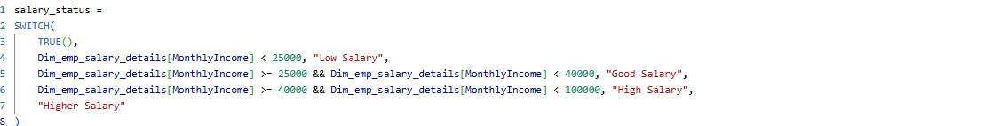 1 salary_status =
2 SWITCH(
3     TRUE(),
4     Dim_emp_salary_details[MonthlyIncome] < 25000, "Low Salary",
5     Dim_emp_salary_details[MonthlyIncome] >= 25000 && Dim_emp_salary_details[MonthlyIncome] < 40000, "Good Salary",
6     Dim_emp_salary_details[MonthlyIncome] >= 40000 && Dim_emp_salary_details[MonthlyIncome] < 100000, "High Salary",
7     "Higher Salary"
8 )